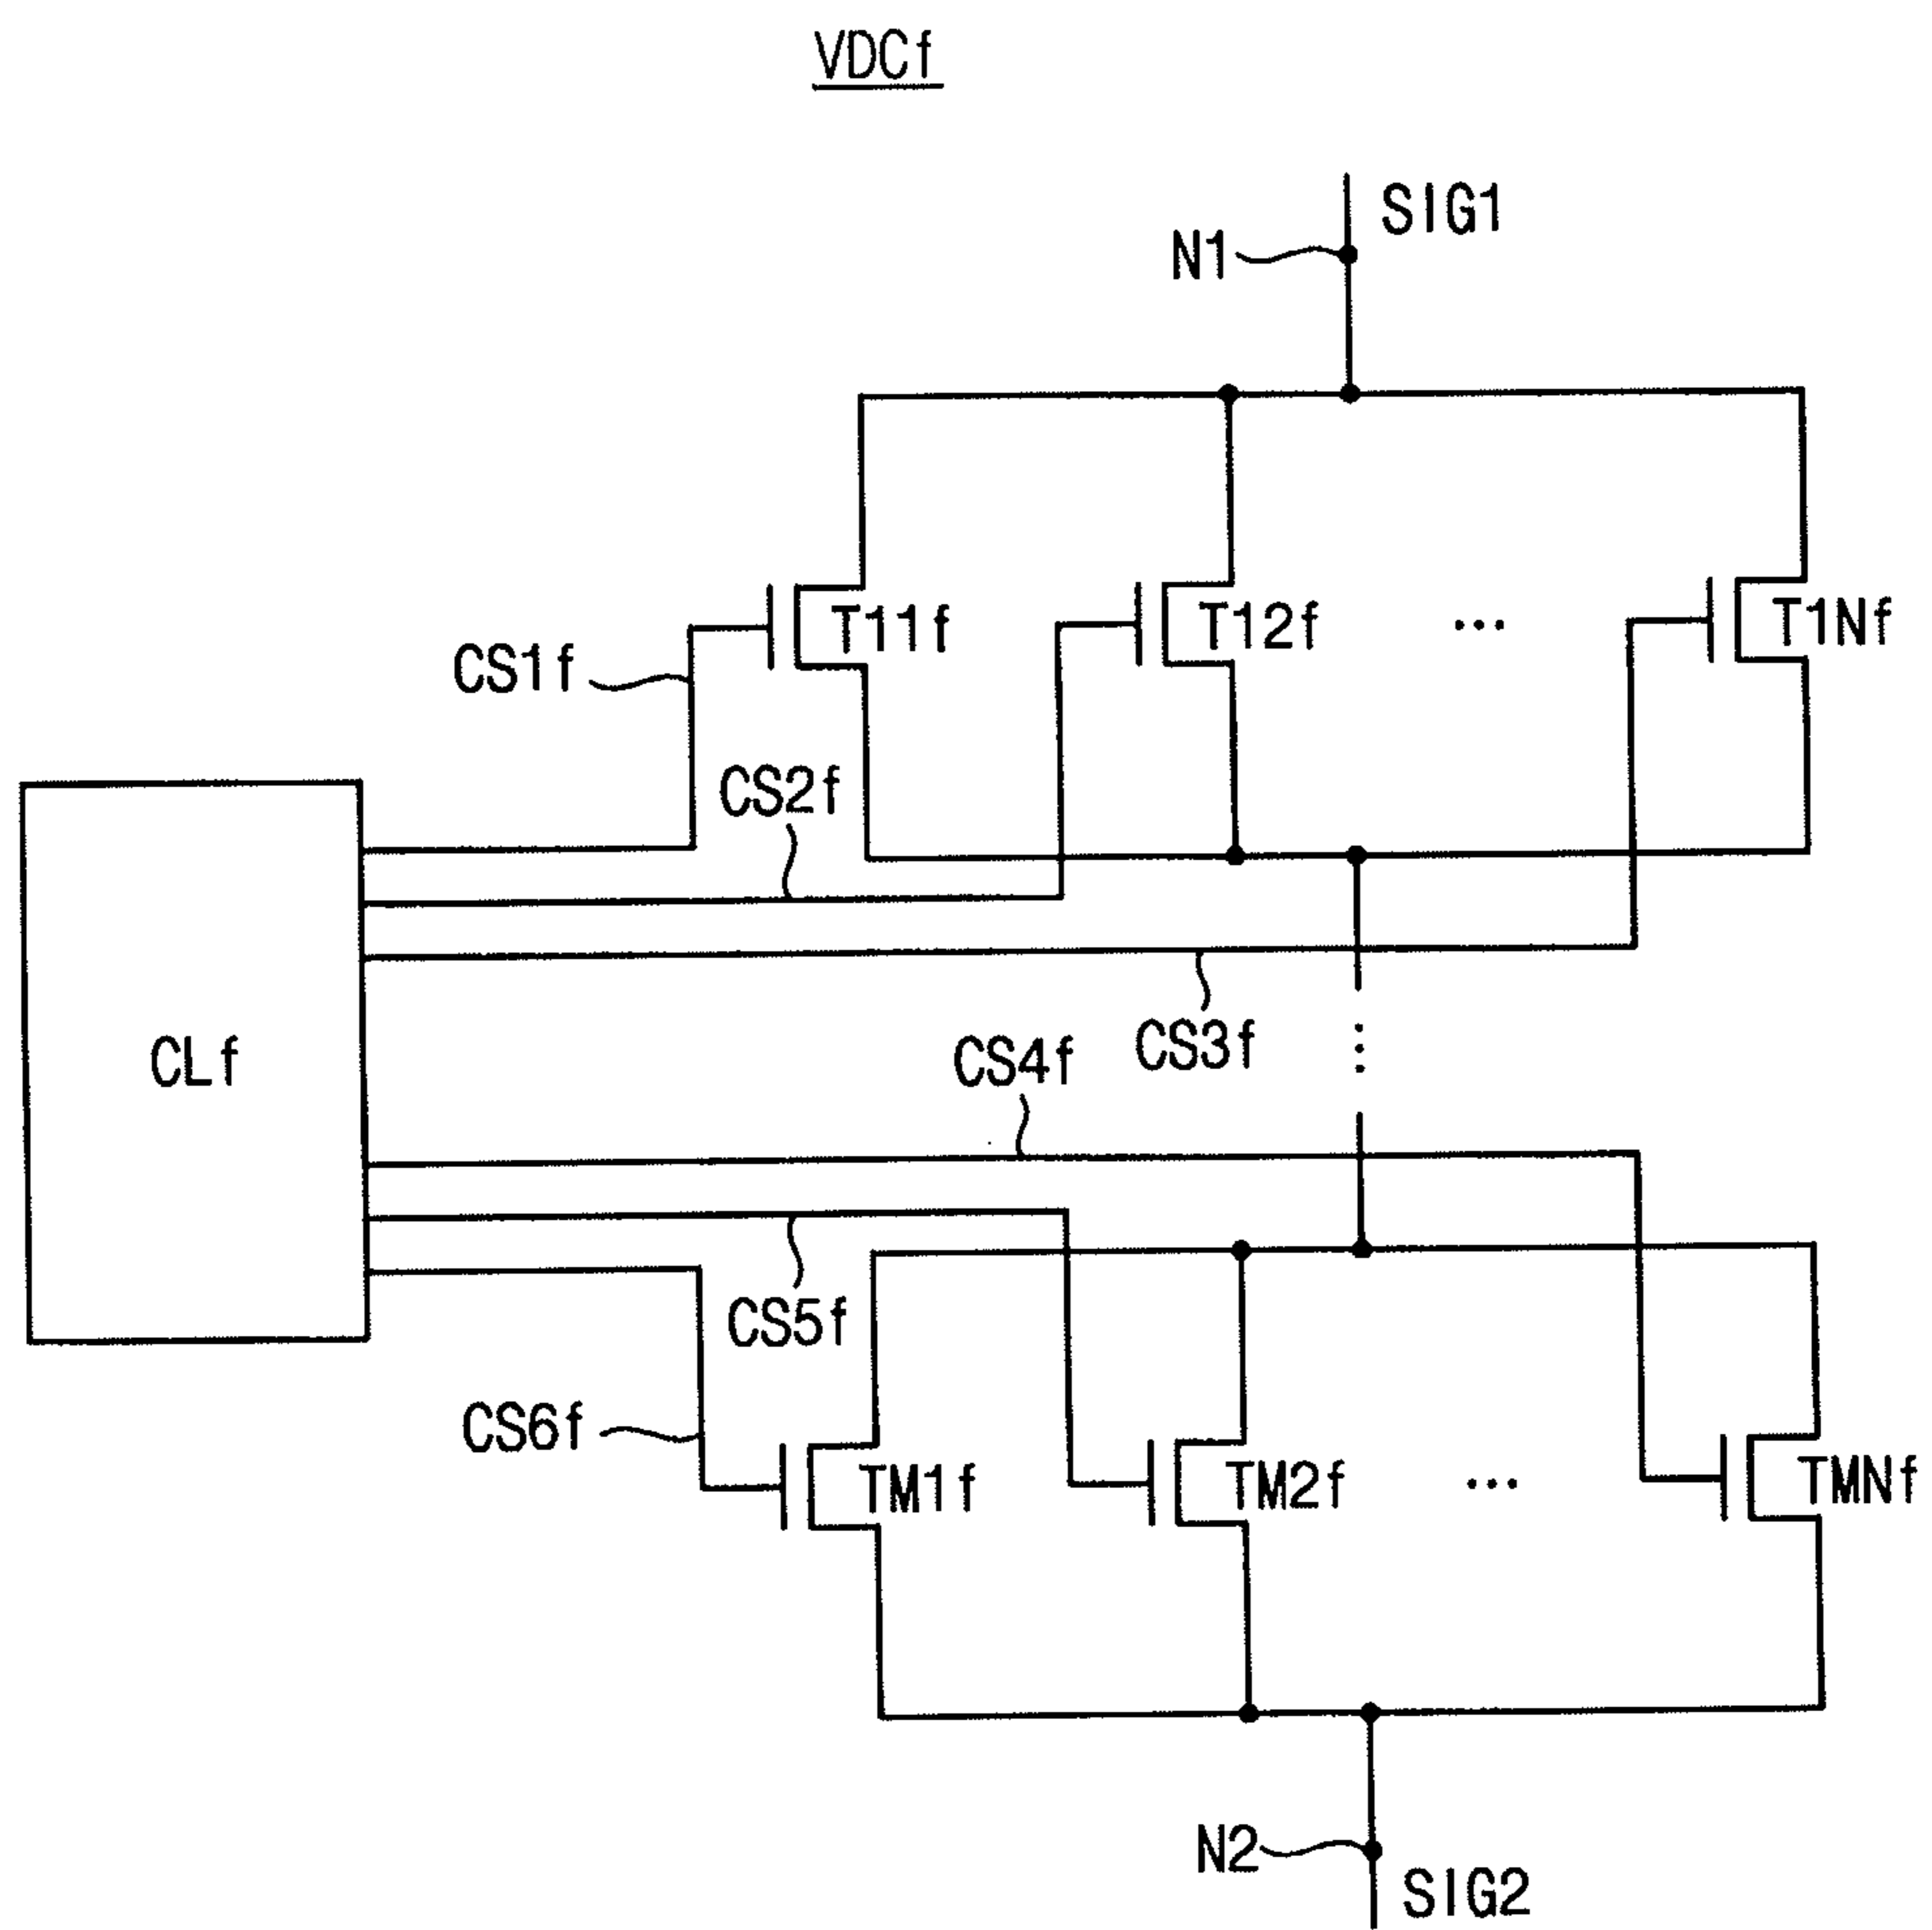 VDCf
SIG1
N1
T11f
T12f
...
T1Nf
CS1f
CS2f
CS3f
CLf
CS4f
CS5f
CS6f
TM1f
TM2f
...
TMNf
N2
SIG2